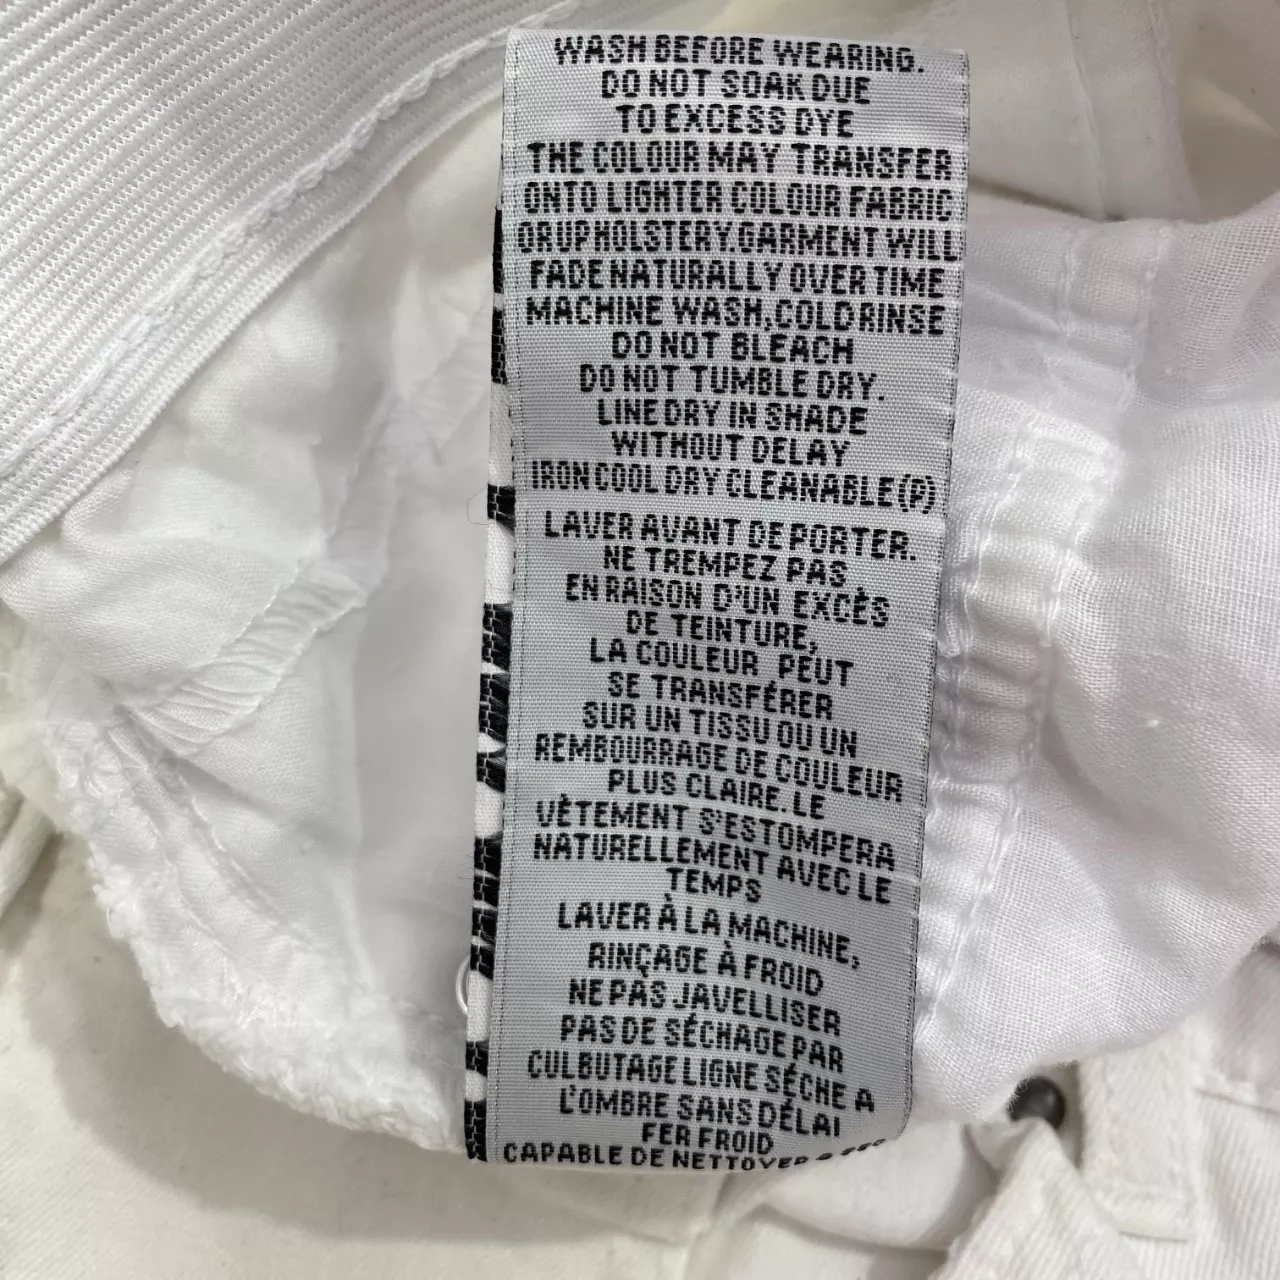 WASH BEFORE WEARING.
DO NOT SOAK DUE
TO EXCESS DYE
THE COLOUR MAY TRANSFER
ONTO LIGHTER COLOUR FABRIC
OR UPHOLSTERY.GARMENT WILL
FADE NATURALLY OVER TIME
MACHINE WASH,COLD RINSE
DO NOT BLEACH
DO NOT TUMBLE DRY.
LINE DRY IN SHADE
WITHOUT DELAY
IRON COOL DRY CLEANABLE(P)
LAVER AVANT DE PORTER.
NE TREMPEZ PAS
EN RAISON D'UN EXCÈS
DE TEINTURE,
LA COULEUR PEUT
SE TRANSFÉRER
SUR UN TISSU OU UN
REMBOURRAGE DE COULEUR
PLUS CLAIRE. LE
VÊTEMENT S'ESTOMPERA
NATURELLEMENT AVEC LE
TEMPS
LAVER À LA MACHINE,
RINÇAGE À FROID
NE PAS JAVELLISER
PAS DE SÉCHAGE PAR
CULBUTAGE LIGNE SÉCHE A
L'OMBRE SANS DÉLAI
FER FROID
CAPABLE DE NETTOYER